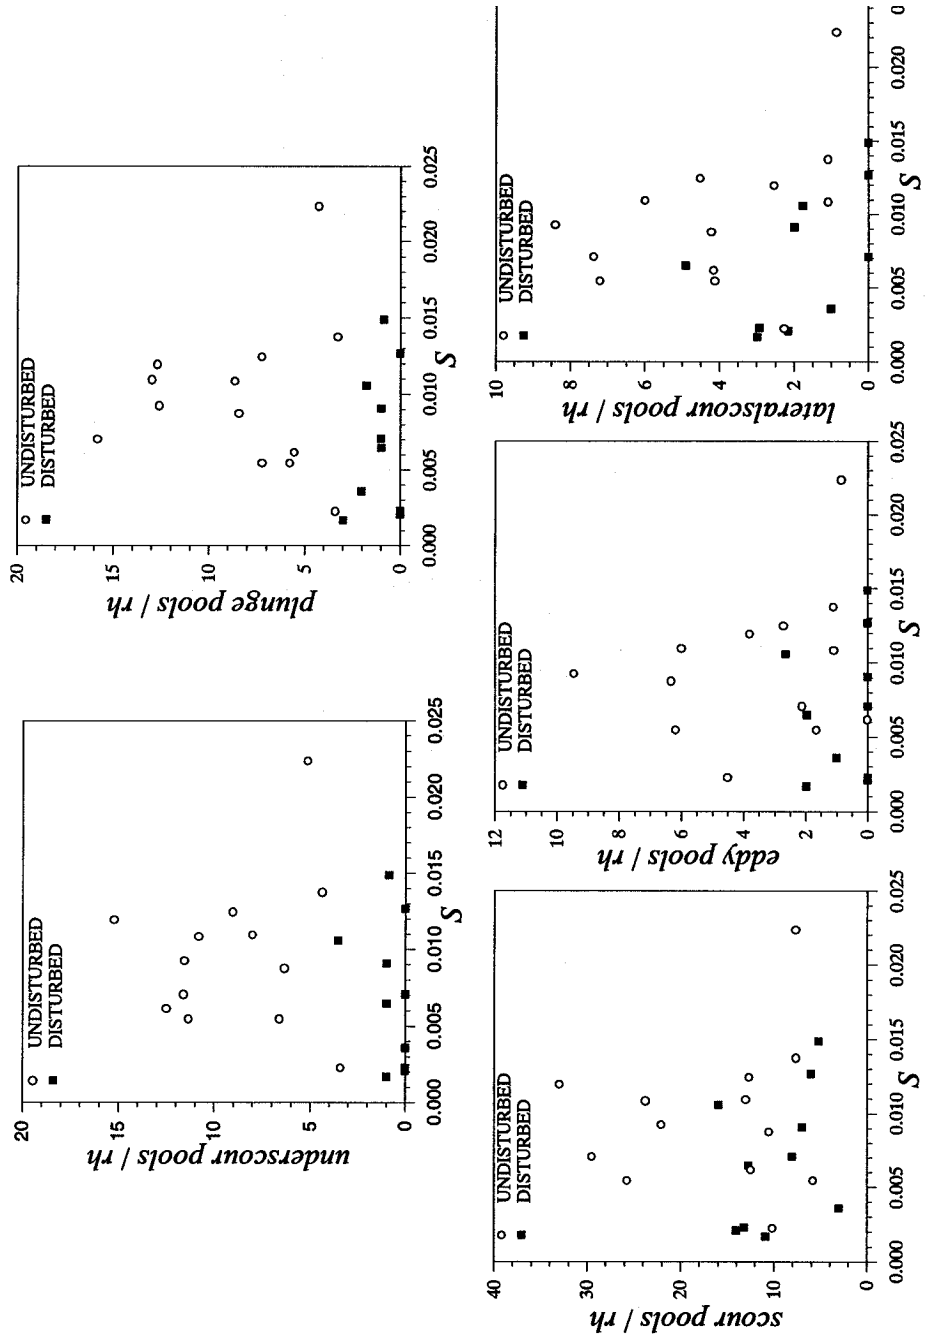 underscour pools / rh
20
15
10
5
0
UNDISTURBED
DISTURBED
0.000 0.005 0.010 0.015 0.020 0.025
S
plunge pools / rh
20
15
10
5
0
UNDISTURBED
DISTURBED
0.000 0.005 0.010 0.015 0.020 0.025
S
scour pools / rh
40
30
20
10
0
UNDISTURBED
DISTURBED
0.000 0.005 0.010 0.015 0.020 0.025
S
eddy pools / rh
12
10
8
6
4
2
0
UNDISTURBED
DISTURBED
0.000 0.005 0.010 0.015 0.020 0.025
S
lateralscour pools / rh
10
8
6
4
2
0
UNDISTURBED
DISTURBED
0.000 0.005 0.010 0.015 0.020 0
S